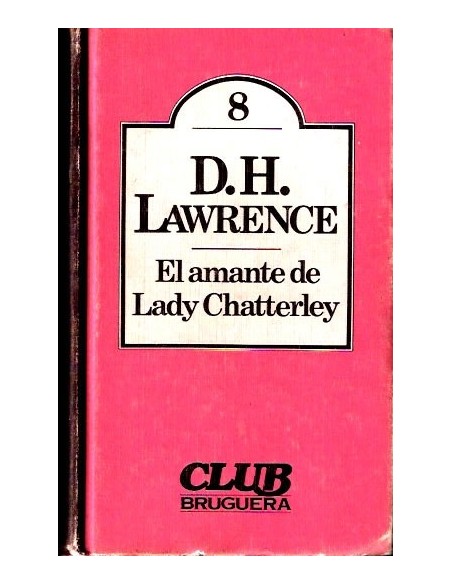 8
D.H.
LAWRENCE
El amante de
Lady Chatterley
CLUB
BRUGUERA